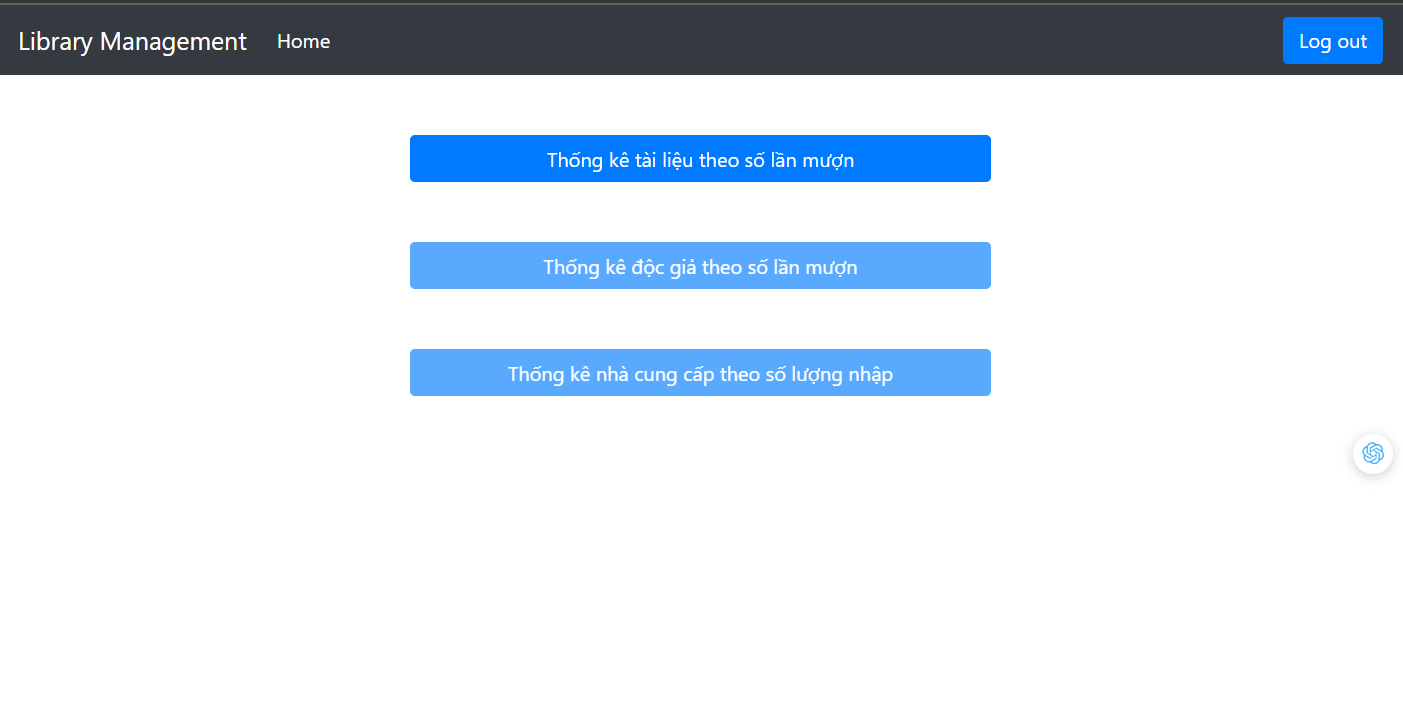 Library Management
Home
Log out
Thống kê tài liệu theo số lần mượn
Thống kê độc giả theo số lần mượn
Thống kê nhà cung cấp theo số lượng nhập